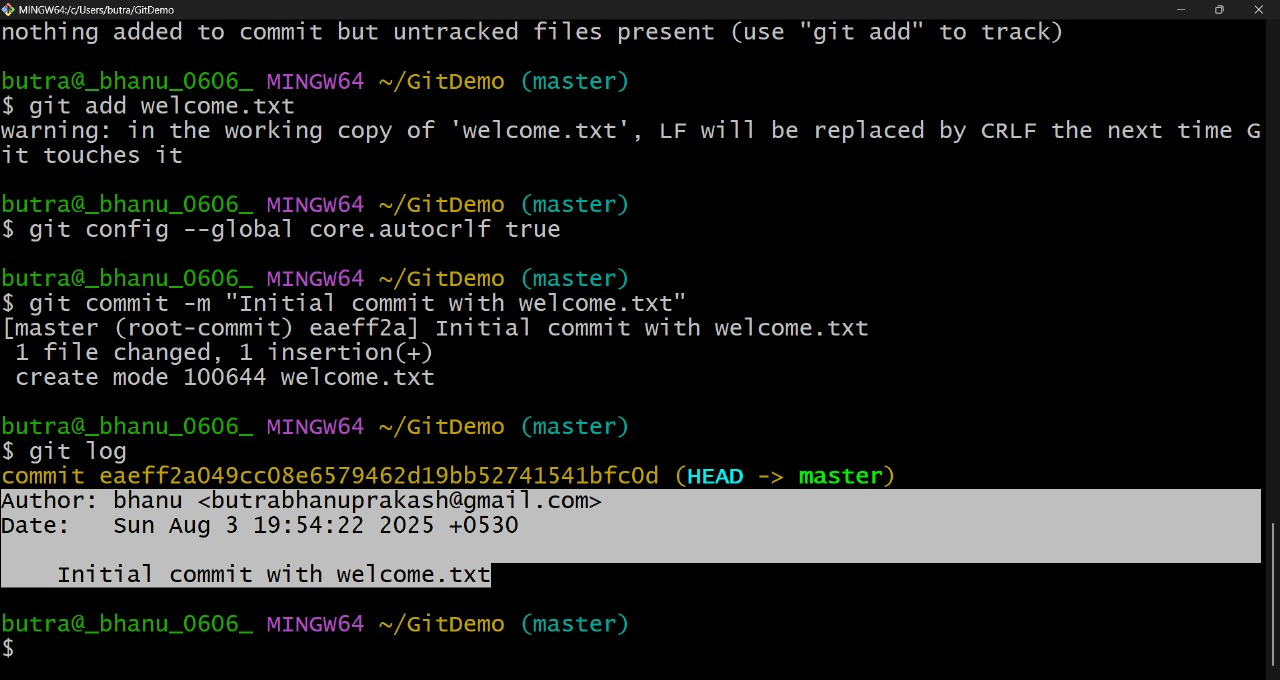 MINGW64:/c/Users/butra/GitDemo
nothing added to commit but untracked files present (use "git add" to track)
butra@_bhanu_0606_ MINGW64 ~/GitDemo (master)
$ git add welcome.txt
warning: in the working copy of 'welcome.txt', LF will be replaced by CRLF the next time G
it touches it
butra@_bhanu_0606_ MINGW64 ~/GitDemo (master)
$ git config --global core.autocrlf true
butra@_bhanu_0606_ MINGW64 ~/GitDemo (master)
$ git commit -m "Initial commit with welcome.txt"
[master (root-commit) eaeff2a] Initial commit with welcome.txt
 1 file changed, 1 insertion(+)
 create mode 100644 welcome.txt
butra@_bhanu_0606_ MINGW64 ~/GitDemo (master)
$ git log
commit eaeff2a049cc08e6579462d19bb52741541bfc0d (HEAD -> master)
Author: bhanu <butrabhanuprakash@gmail.com>
Date:   Sun Aug 3 19:54:22 2025 +0530
    Initial commit with welcome.txt
butra@_bhanu_0606_ MINGW64 ~/GitDemo (master)
$